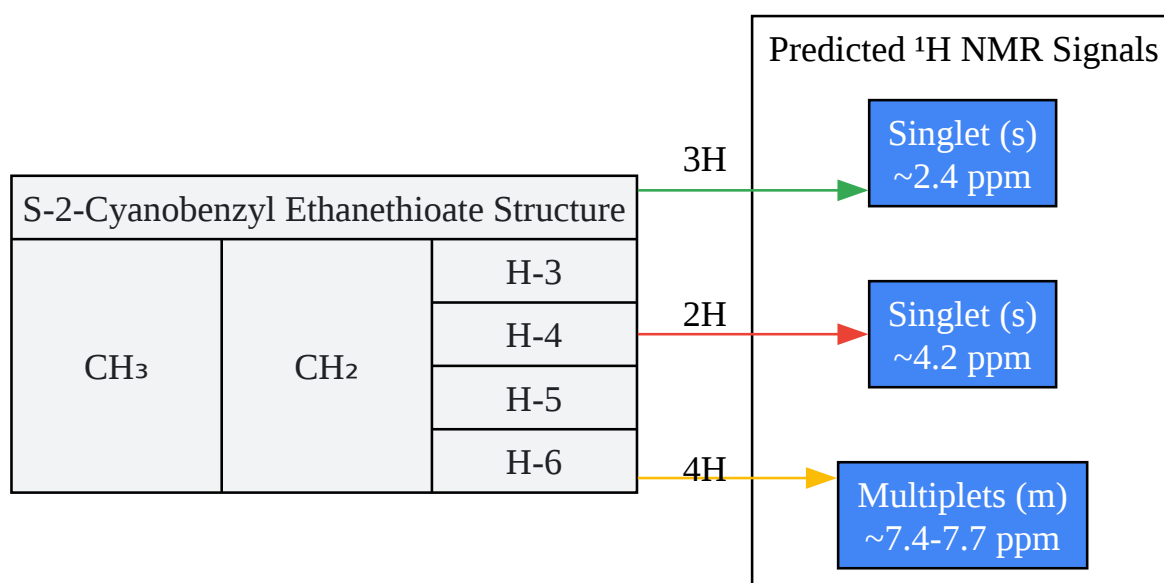 Predicted ¹H NMR Signals
Singlet (s)
~2.4 ppm
3H
S-2-Cyanobenzyl Ethanethioate Structure
CH₃
CH₂
H-3
H-4
H-5
H-6
2H
Singlet (s)
~4.2 ppm
4H
Multiplets (m)
~7.4-7.7 ppm